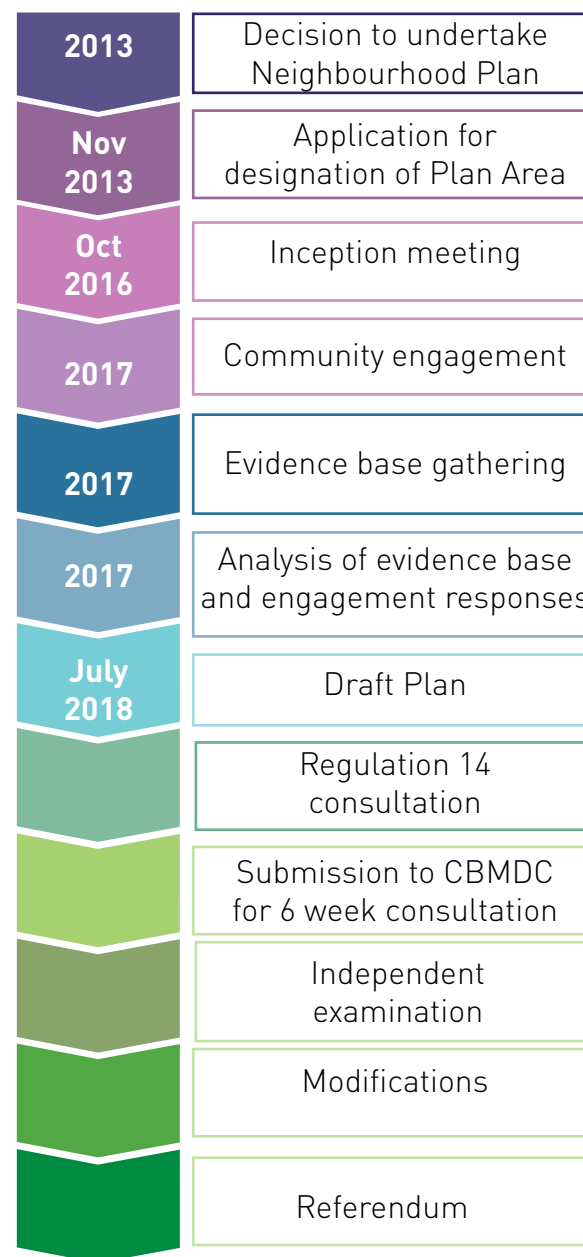 2013
Decision to undertake
Neighbourhood Plan
Nov
2013
Application for
designation of Plan Area
Oct
2016
Inception meeting
2017
Community engagement
2017
Evidence base gathering
2017
Analysis of evidence base
and engagement responses
July
2018
Draft Plan
Regulation 14
consultation
Submission to CBMDC
for 6 week consultation
Independent
examination
Modifications
Referendum